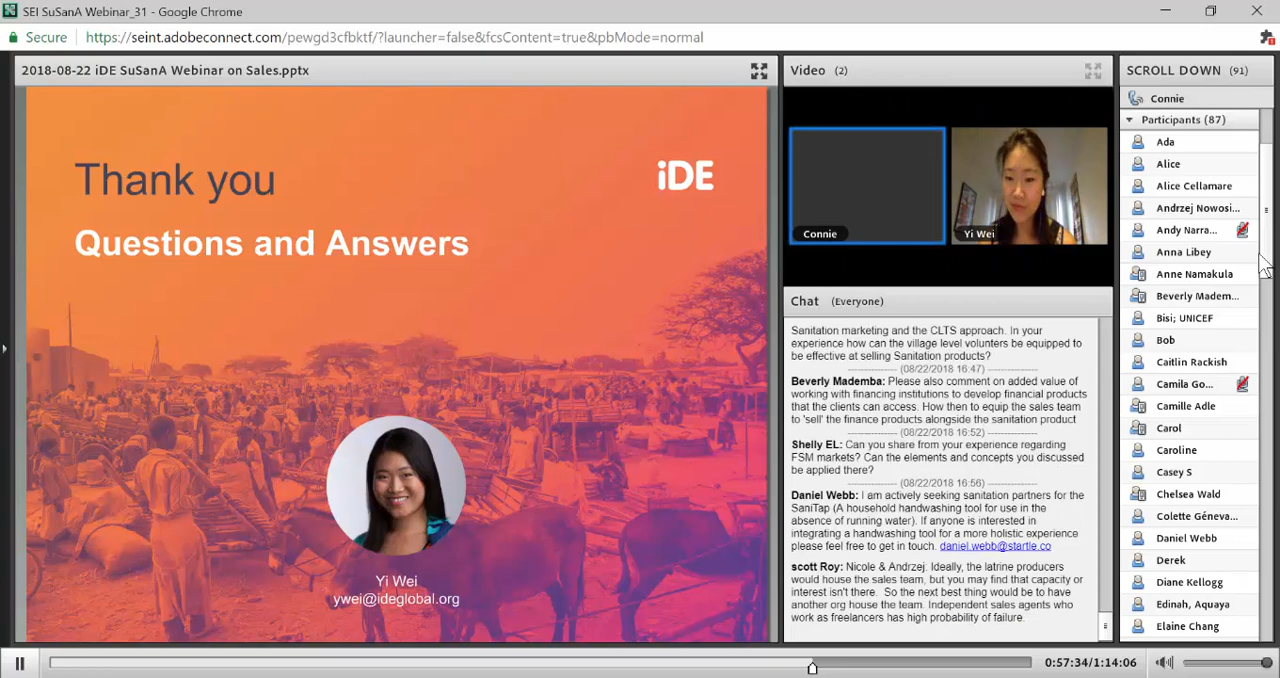 SEI SuSanA Webinar_31 - Google Chrome
Secure
https://seint.adobeconnect.com/pewgd3cfbktf/?launcher=false&fcsContent=true&pbMode=normal
2018-08-22 iDE SuSanA Webinar on Sales.pptx
Thank you
iDE
Questions and Answers
Yi Wei
ywei@ideglobal.org
Video (2)
Connie
Yi Wei
Chat (Everyone)
Sanitation marketing and the CLTS approach. In your
experience how can the village level volunters be equipped to
be effective at selling Sanitation products?
--------------- (08/22/2018 16:47) ---------------
Beverly Mademba: Please also comment on added value of
working with financing institutions to develop financial products
that the clients can access. How then to equip the sales team
to 'sell' the finance products alongside the sanitation product
--------------- (08/22/2018 16:52) ---------------
Shelly EL: Can you share from your experience regarding
FSM markets? Can the elements and concepts you discussed
be applied there?
--------------- (08/22/2018 16:56) ---------------
Daniel Webb: I am actively seeking sanitation partners for the
SaniTap (A household handwashing tool for use in the
absence of running water). If anyone is interested in
integrating a handwashing tool for a more holistic experience
please feel free to get in touch. daniel.webb@startle.co
scott Roy: Nicole & Andrzej: Ideally, the latrine producers
would house the sales team, but you may find that capacity or
interest isn't there. So the next best thing would be to have
another org house the team. Independent sales agents who
work as freelancers has high probability of failure.
SCROLL DOWN (91)
Connie
Participants (87)
Ada
Alice
Alice Cellamare
Andrzej Nowosi...
Andy Narra...
Anna Libey
Anne Namakula
Beverly Madem...
Bisi; UNICEF
Bob
Caitlin Rackish
Camila Go...
Camille Adle
Carol
Caroline
Casey S
Chelsea Wald
Colette Géneva...
Daniel Webb
Derek
Diane Kellogg
Edinah, Aquaya
Elaine Chang
0:57:34/1:14:06